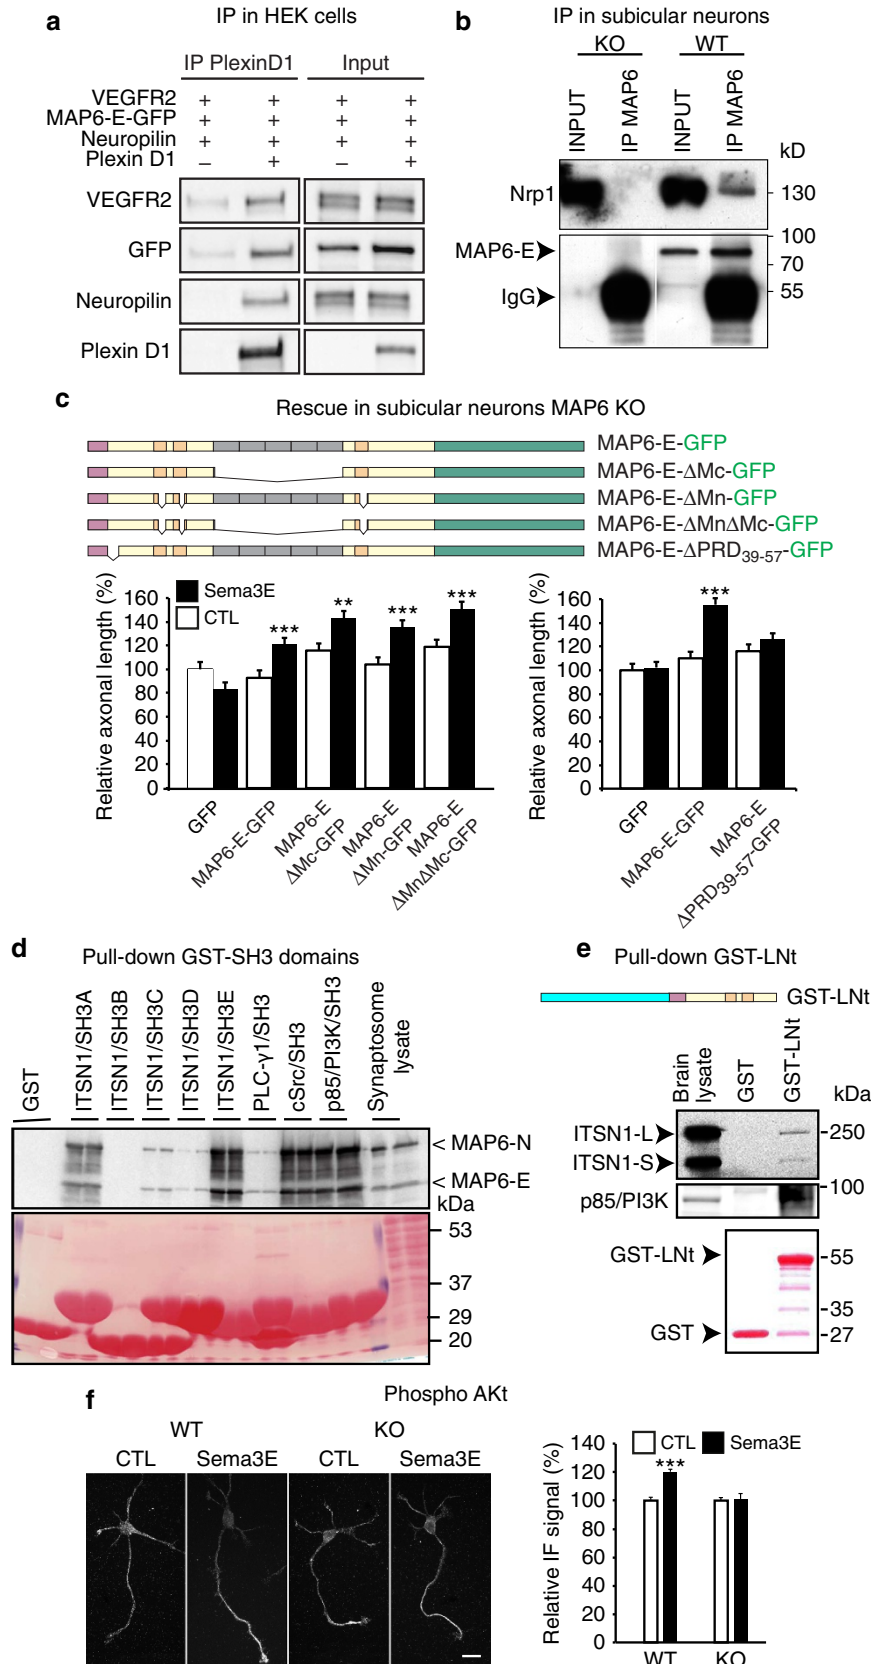 a
IP in HEK cells
IP PlexinD1
Input
VEGFR2 + + + +
MAP6-E-GFP + + + +
Neuropilin + + + +
Plexin D1 – + – +
VEGFR2
GFP
Neuropilin
Plexin D1
b
IP in subicular neurons
KO
WT
INPUT
IP MAP6
INPUT
IP MAP6
kD
Nrp1
130
MAP6-E
IgG
100
70
55
c
Rescue in subicular neurons MAP6 KO
MAP6-E-GFP
MAP6-E-ΔMc-GFP
MAP6-E-ΔMn-GFP
MAP6-E-ΔMnΔMc-GFP
MAP6-E-ΔPRD39-57-GFP
Relative axonal length (%)
160
140
120
100
80
60
40
20
0
Sema3E
CTL
***
**
***
***
GFP
MAP6-E-GFP
MAP6-E
ΔMc-GFP
MAP6-E
ΔMn-GFP
MAP6-E
ΔMnΔMc-GFP
Relative axonal length (%)
160
140
120
100
80
60
40
20
0
***
GFP
MAP6-E-GFP
MAP6-E
ΔPRD39-57-GFP
d
Pull-down GST-SH3 domains
GST
ITSN1/SH3A
ITSN1/SH3B
ITSN1/SH3C
ITSN1/SH3D
ITSN1/SH3E
PLC-γ1/SH3
cSrc/SH3
p85/PI3K/SH3
Synaptosome
lysate
< MAP6-N
< MAP6-E
kDa
53
37
29
20
e
Pull-down GST-LNt
GST-LNt
Brain
lysate
GST
GST-LNt
kDa
ITSN1-L
ITSN1-S
250
100
p85/PI3K
GST-LNt
GST
55
35
27
f
Phospho AKt
WT
KO
CTL
Sema3E
CTL
Sema3E
Relative IF signal (%)
140
120
100
80
60
40
20
0
CTL
Sema3E
***
WT
KO